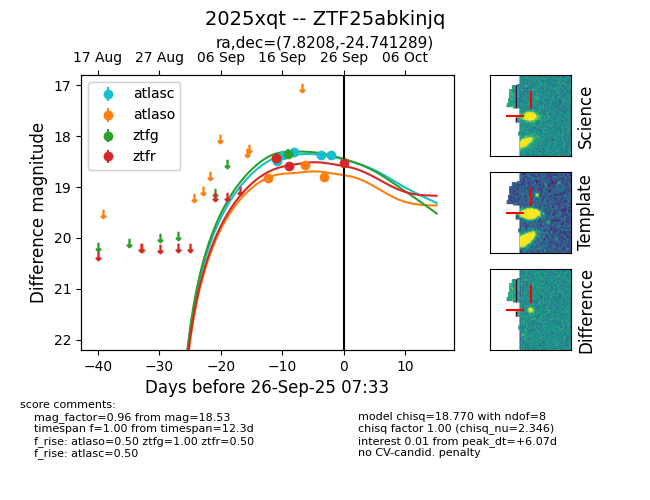 2025xqt -- ZTF25abkinjq
ra,dec=(7.8208,-24.741289)
17 Aug 27 Aug 06 Sep 16 Sep 26 Sep 06 Oct
atlasc
atlaso
ztfg
ztfr
Difference magnitude
17
18
19
20
21
22
−40 −30 −20 −10 0 10
Days before 26-Sep-25 07:33
Science
Template
Difference
score comments:
mag_factor=0.96 from mag=18.53
timespan f=1.00 from timespan=12.3d
f_rise: atlaso=0.50 ztfg=1.00 ztfr=0.50
f_rise: atlasc=0.50
model chisq=18.770 with ndof=8
chisq factor 1.00 (chisq_nu=2.346)
interest 0.01 from peak_dt=+6.07d
no CV-candid. penalty